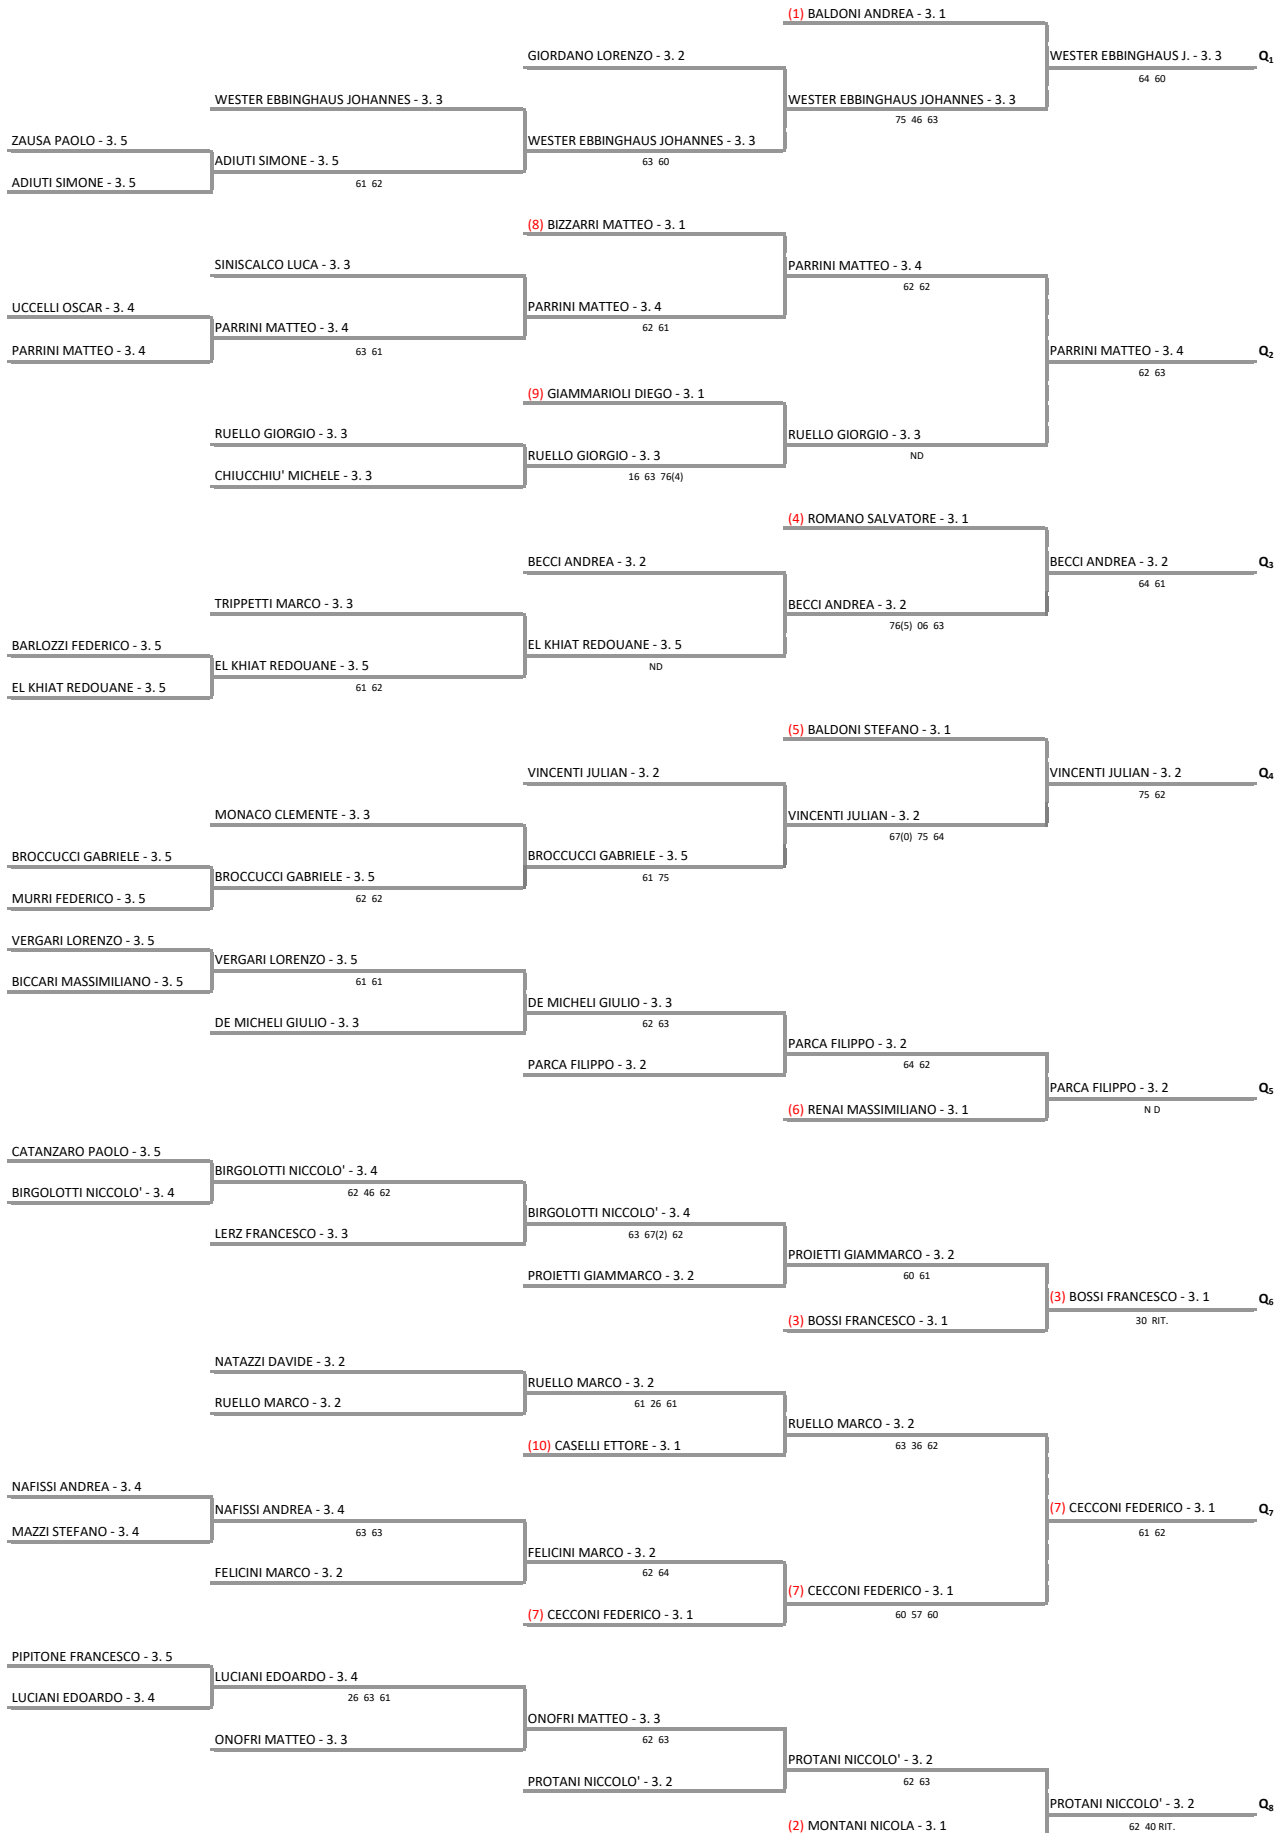 (1) BALDONI ANDREA - 3. 1
GIORDANO LORENZO - 3. 2
WESTER EBBINGHAUS J. - 3. 3 Q1
64 60
WESTER EBBINGHAUS JOHANNES - 3. 3
WESTER EBBINGHAUS JOHANNES - 3. 3
75 46 63
ZAUSA PAOLO - 3. 5
WESTER EBBINGHAUS JOHANNES - 3. 3
ADIUTI SIMONE - 3. 5
63 60
ADIUTI SIMONE - 3. 5
61 62
(8) BIZZARRI MATTEO - 3. 1
SINISCALCO LUCA - 3. 3
PARRINI MATTEO - 3. 4
62 62
UCCELLI OSCAR - 3. 4
PARRINI MATTEO - 3. 4
PARRINI MATTEO - 3. 4
62 61
PARRINI MATTEO - 3. 4
63 61
PARRINI MATTEO - 3. 4 Q2
62 63
(9) GIAMMARIOLI DIEGO - 3. 1
RUELLO GIORGIO - 3. 3
RUELLO GIORGIO - 3. 3
ND
RUELLO GIORGIO - 3. 3
CHIUCCHIU' MICHELE - 3. 3
16 63 76(4)
(4) ROMANO SALVATORE - 3. 1
BECCI ANDREA - 3. 2
BECCI ANDREA - 3. 2 Q3
64 61
TRIPPETTI MARCO - 3. 3
BECCI ANDREA - 3. 2
76(5) 06 63
BARLOZZI FEDERICO - 3. 5
EL KHIAT REDOUANE - 3. 5
EL KHIAT REDOUANE - 3. 5
ND
EL KHIAT REDOUANE - 3. 5
61 62
(5) BALDONI STEFANO - 3. 1
VINCENTI JULIAN - 3. 2
VINCENTI JULIAN - 3. 2 Q4
75 62
MONACO CLEMENTE - 3. 3
VINCENTI JULIAN - 3. 2
67(0) 75 64
BROCCUCCI GABRIELE - 3. 5
BROCCUCCI GABRIELE - 3. 5
BROCCUCCI GABRIELE - 3. 5
61 75
MURRI FEDERICO - 3. 5
62 62
VERGARI LORENZO - 3. 5
VERGARI LORENZO - 3. 5
BICCARI MASSIMILIANO - 3. 5
61 61
DE MICHELI GIULIO - 3. 3
DE MICHELI GIULIO - 3. 3
62 63
PARCA FILIPPO - 3. 2
PARCA FILIPPO - 3. 2
64 62
PARCA FILIPPO - 3. 2 Q5
(6) RENAI MASSIMILIANO - 3. 1
N D
CATANZARO PAOLO - 3. 5
BIRGOLOTTI NICCOLO' - 3. 4
BIRGOLOTTI NICCOLO' - 3. 4
62 46 62
BIRGOLOTTI NICCOLO' - 3. 4
LERZ FRANCESCO - 3. 3
63 67(2) 62
PROIETTI GIAMMARCO - 3. 2
PROIETTI GIAMMARCO - 3. 2
60 61
(3) BOSSI FRANCESCO - 3. 1 Q6
(3) BOSSI FRANCESCO - 3. 1
30 RIT.
NATAZZI DAVIDE - 3. 2
RUELLO MARCO - 3. 2
RUELLO MARCO - 3. 2
61 26 61
RUELLO MARCO - 3. 2
(10) CASELLI ETTORE - 3. 1
63 36 62
NAFISSI ANDREA - 3. 4
NAFISSI ANDREA - 3. 4
(7) CECCONI FEDERICO - 3. 1 Q7
MAZZI STEFANO - 3. 4
63 63
61 62
FELICINI MARCO - 3. 2
FELICINI MARCO - 3. 2
62 64
(7) CECCONI FEDERICO - 3. 1
(7) CECCONI FEDERICO - 3. 1
60 57 60
PIPITONE FRANCESCO - 3. 5
LUCIANI EDOARDO - 3. 4
LUCIANI EDOARDO - 3. 4
26 63 61
ONOFRI MATTEO - 3. 3
ONOFRI MATTEO - 3. 3
62 63
PROTANI NICCOLO' - 3. 2
PROTANI NICCOLO' - 3. 2
62 63
PROTANI NICCOLO' - 3. 2 Q8
(2) MONTANI NICOLA - 3. 1
62 40 RIT.